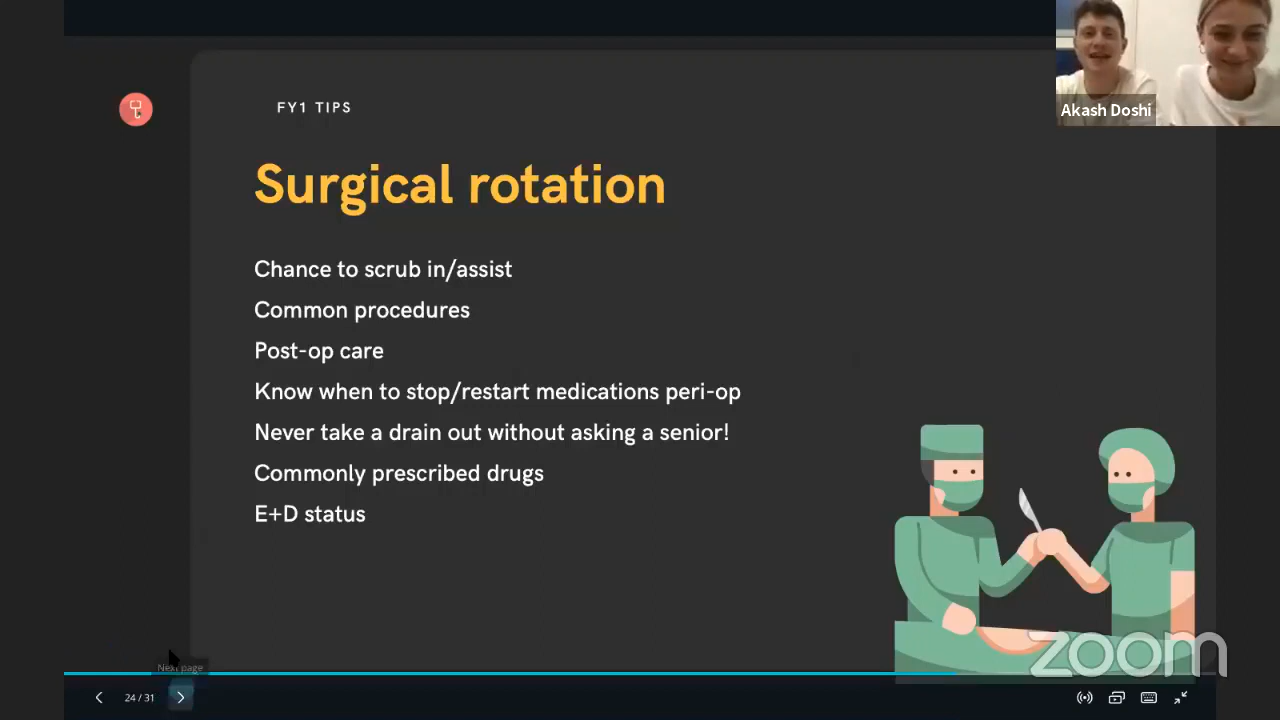 FY1 TIPS
Akash Doshi
Surgical rotation
Chance to scrub in/assist
Common procedures
Post-op care
Know when to stop/restart medications peri-op
Never take a drain out without asking a senior!
Commonly prescribed drugs
E+D status
zoom
Next page
24 / 31